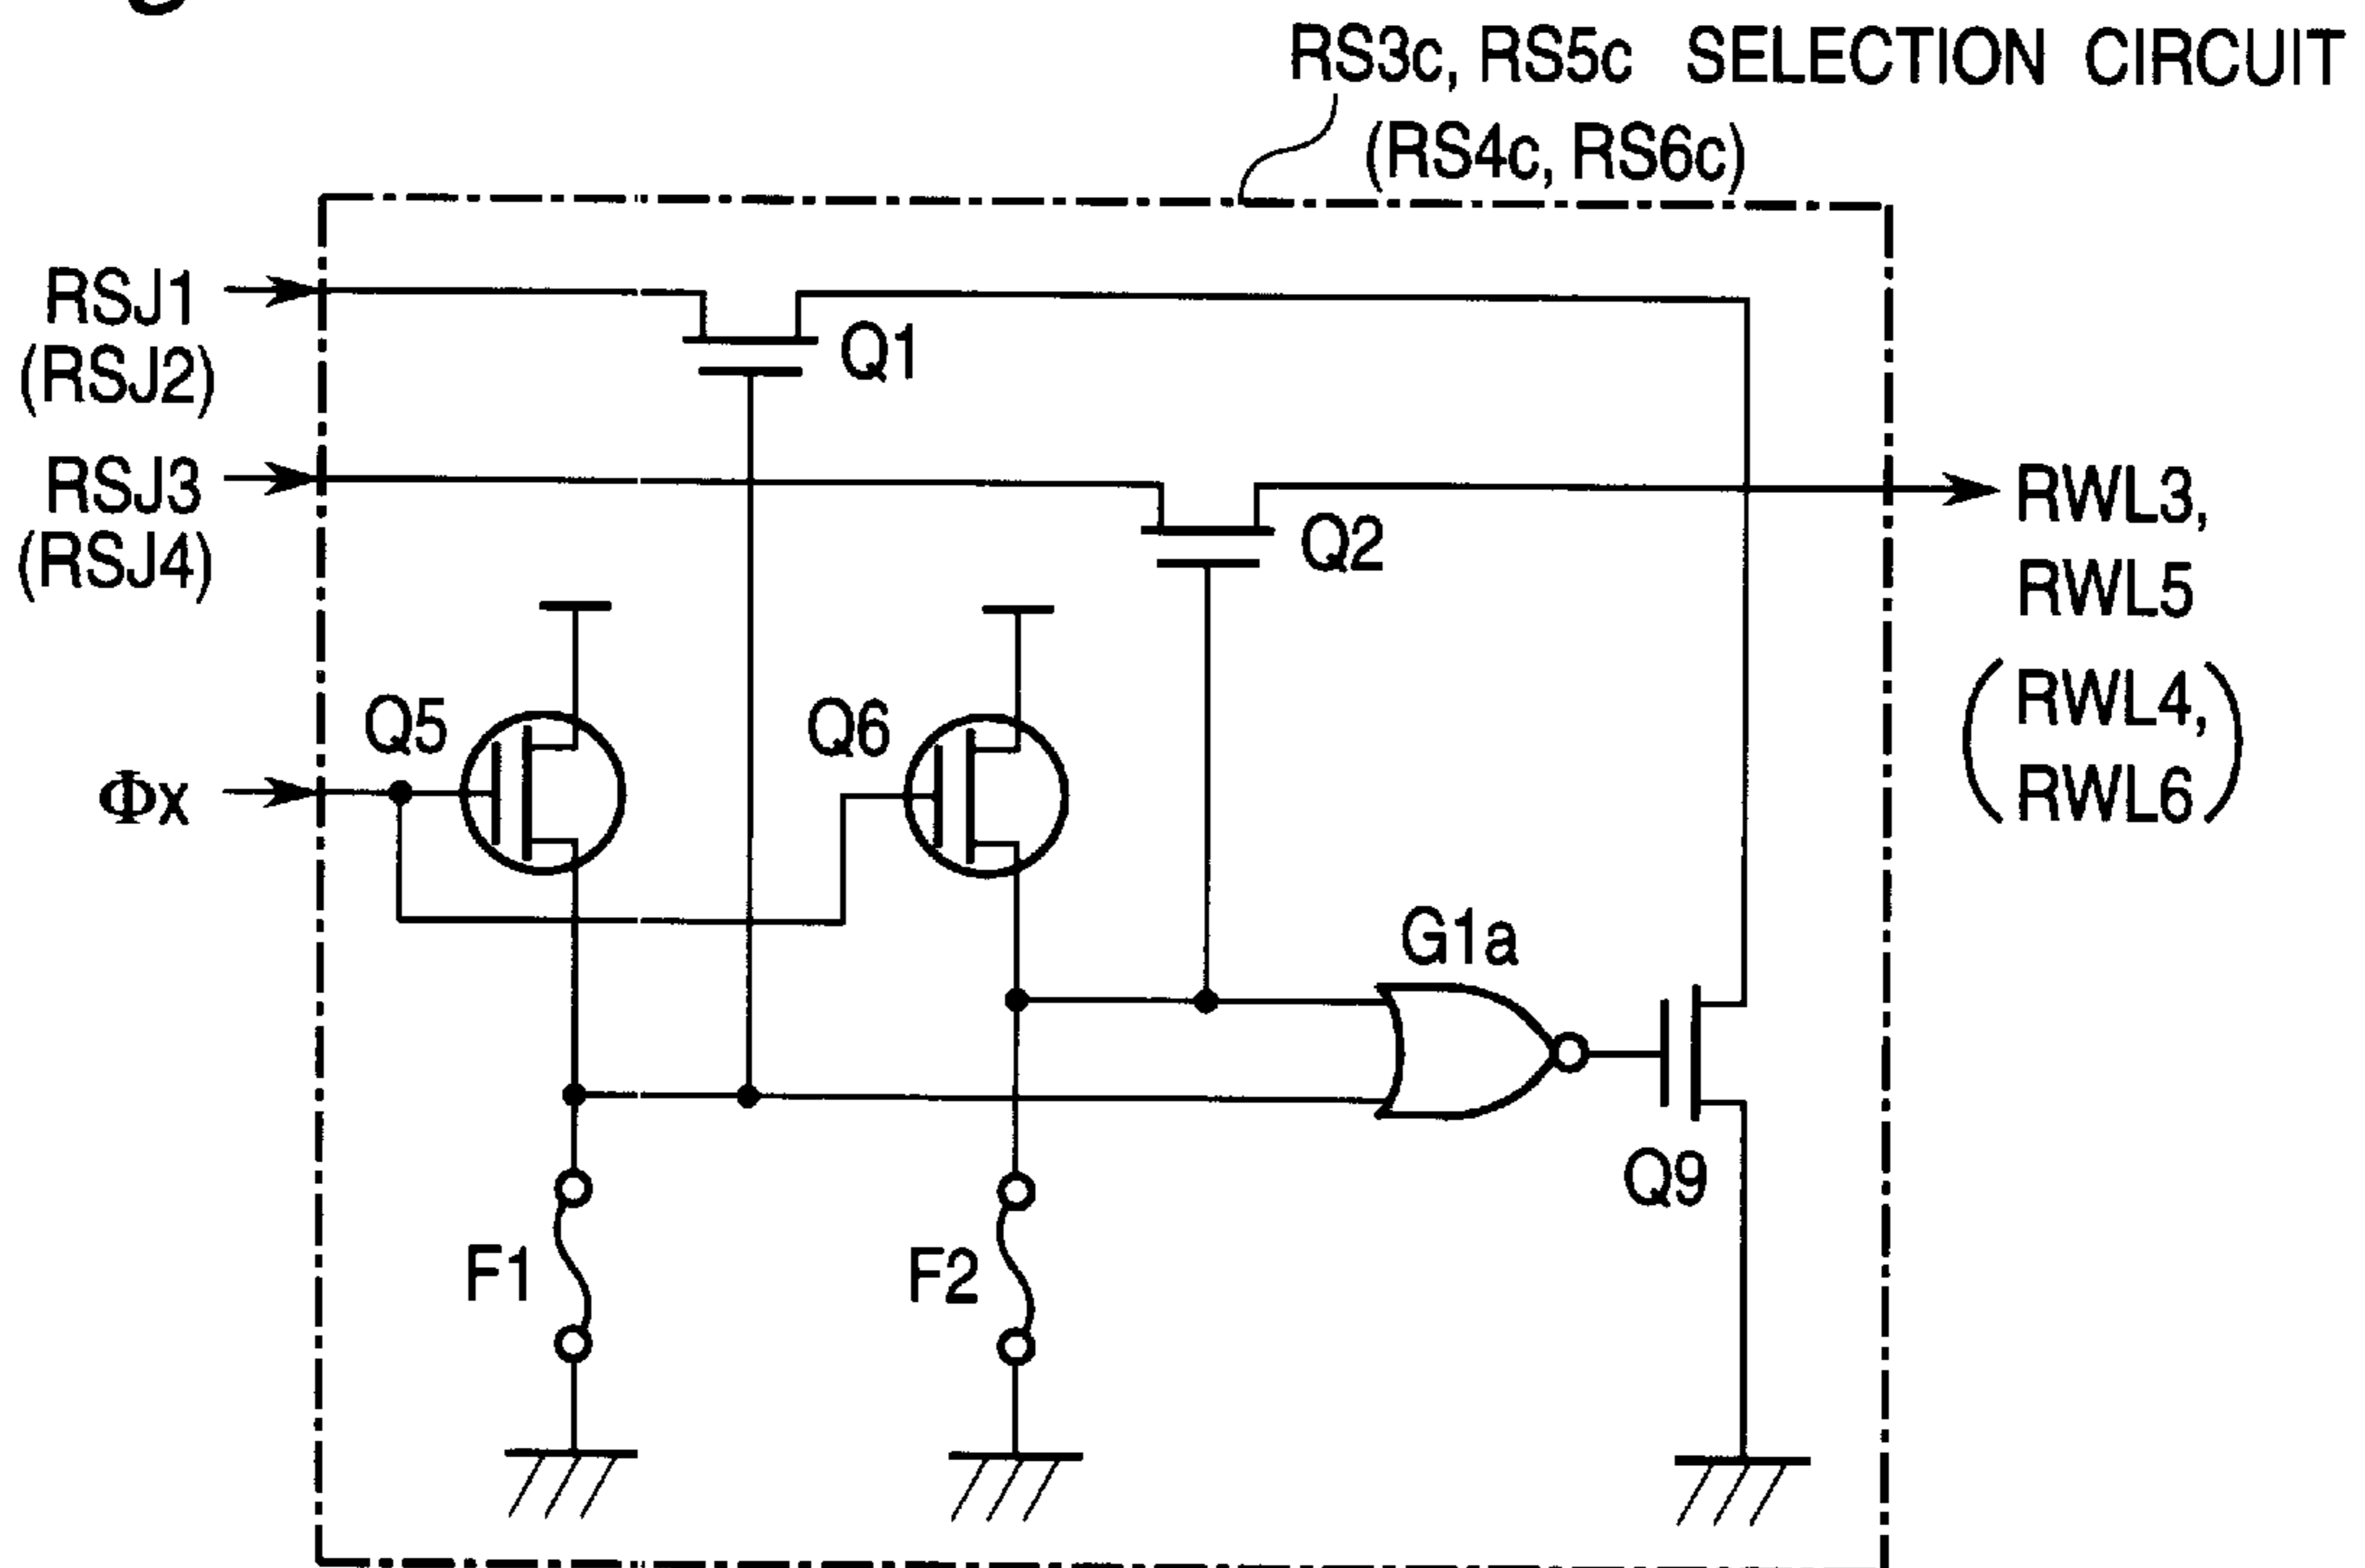 RS3c, RS5c SELECTION CIRCUIT
(RS4c, RS6c)
RSJ1
(RSJ2)
Q1
RSJ3
(RSJ4)
Q2
RWL3,
RWL5
(RWL4,
RWL6)
Q5
Q6
Φx
G1a
Q9
F1
F2